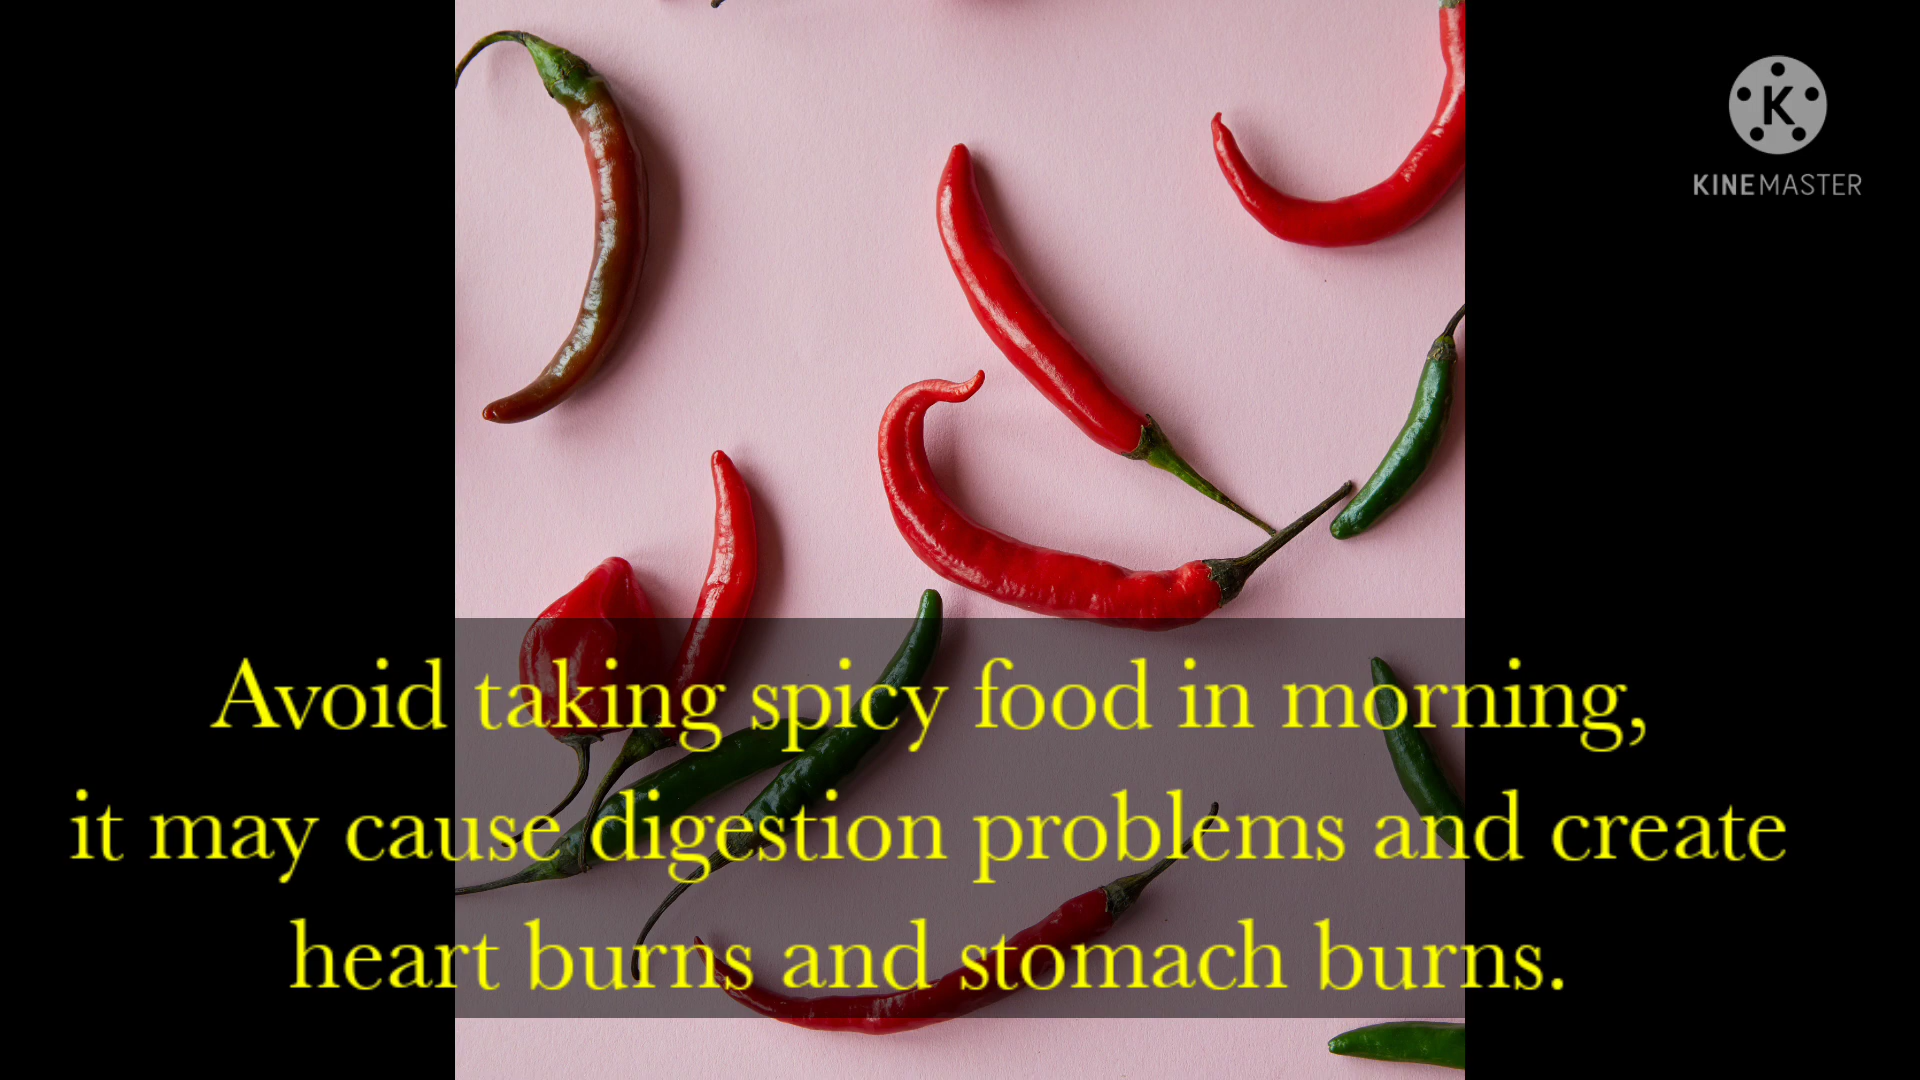 K
KINEMASTER
Avoid taking spicy food in morning,
it may cause digestion problems and create
heart burns and stomach burns.